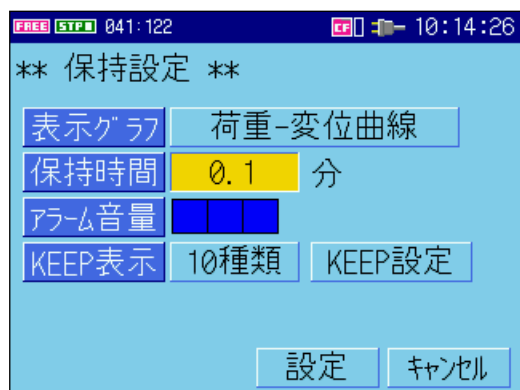 FREE STPⅡ 041:122 CF 10:14:26
** 保持設定 **
表示グラフ 荷重-変位曲線
保持時間 0.1 分
アラーム音量
KEEP表示 10種類 KEEP設定
設定 キャンセル